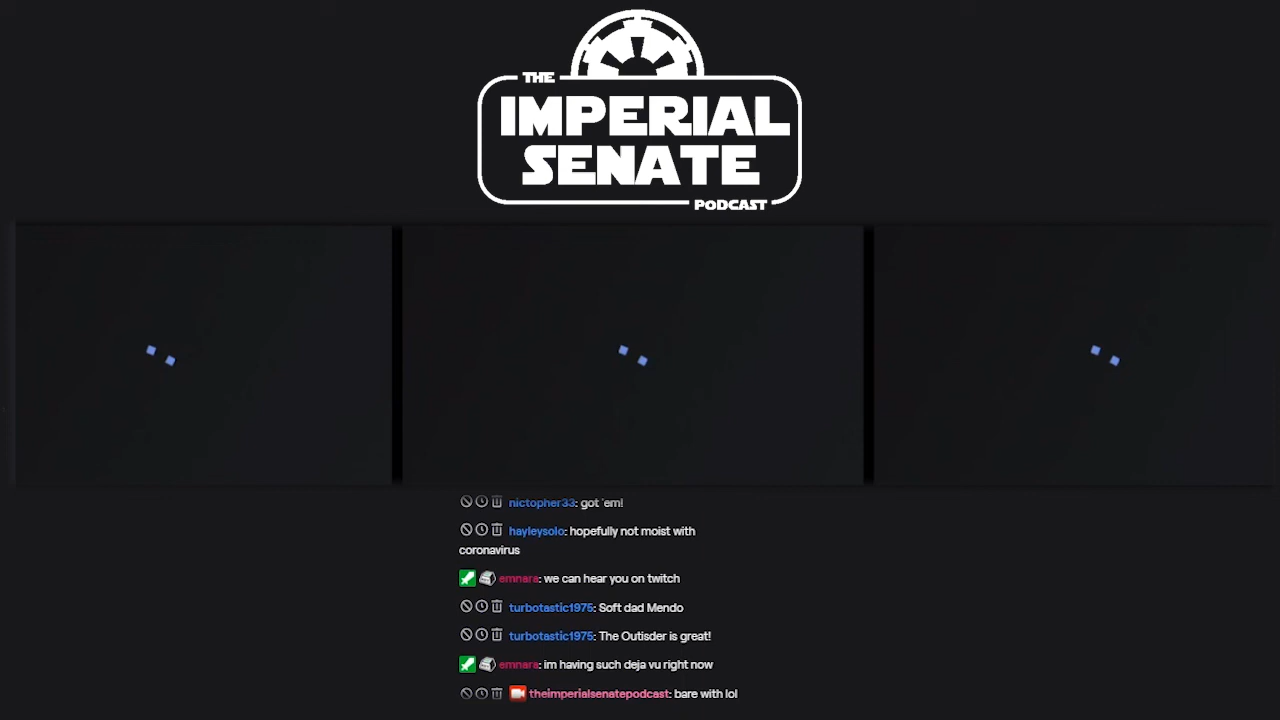 THE
IMPERIAL
SENATE
PODCAST
nictopher33: got 'em!
hayleysolo: hopefully not moist with
coronavirus
emnara: we can hear you on twitch
turbotastic1975: Soft dad Mendo
turbotastic1975: The Outisder is great!
emnara: im having such deja vu right now
theimperialsenatepodcast: bare with lol